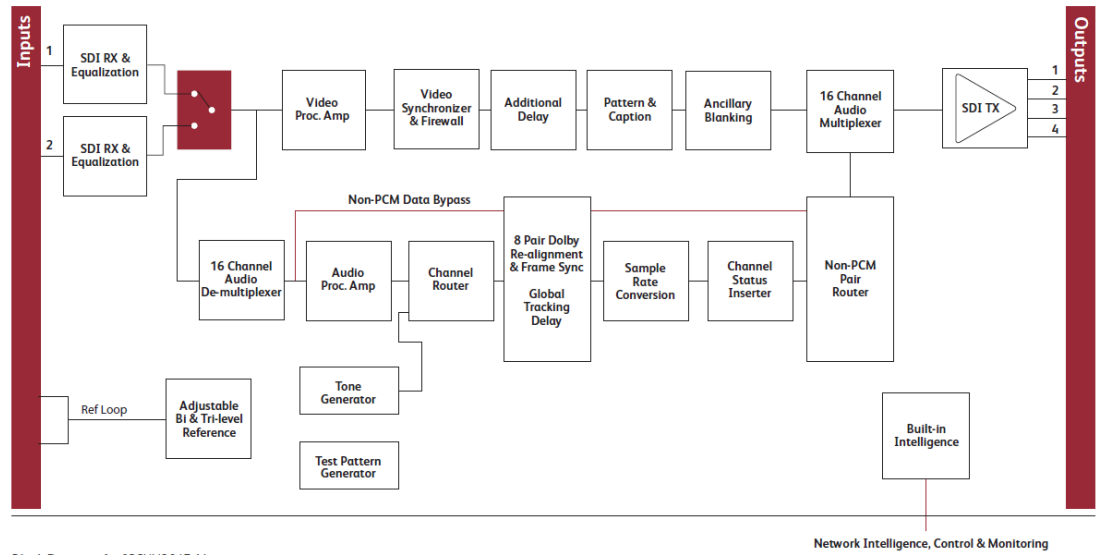 Inputs
Outputs
1
SDI RX &
Equalization
2
SDI RX &
Equalization
Video
Proc. Amp
Video
Synchronizer
& Firewall
Additional
Delay
Pattern &
Caption
Ancillary
Blanking
16 Channel
Audio
Multiplexer
SDI TX
1
2
3
4
Non-PCM Data Bypass
16 Channel
Audio
De-multiplexer
Audio
Proc. Amp
Channel
Router
8 Pair Dolby
Re-alignment
& Frame Sync
Global
Tracking
Delay
Sample
Rate
Conversion
Channel
Status
Inserter
Non-PCM
Pair
Router
Tone
Generator
Test Pattern
Generator
Ref Loop
Adjustable
Bi & Tri-level
Reference
Built-in
Intelligence
Network Intelligence, Control & Monitoring